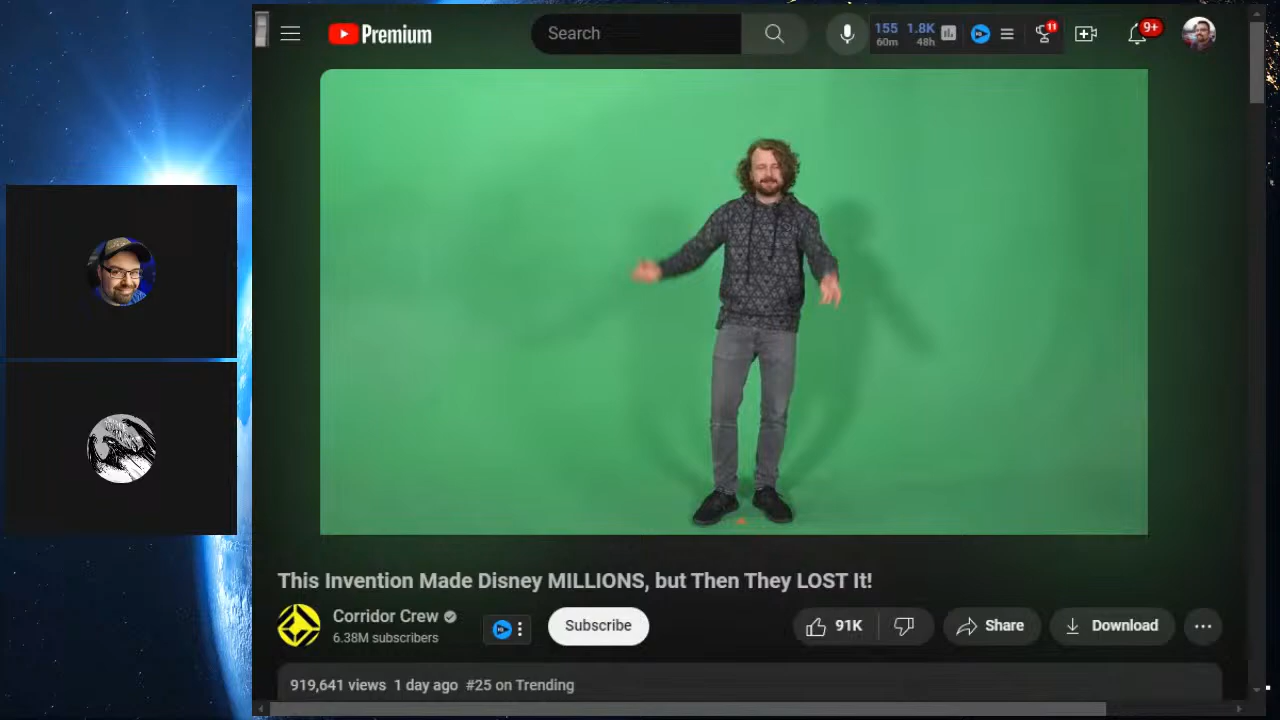 Premium
Search
155 1.8K
60m 48h
11
9+
This Invention Made Disney MILLIONS, but Then They LOST It!
Corridor Crew
6.38M subscribers
Subscribe
91K
Share
Download
919,641 views 1 day ago #25 on Trending